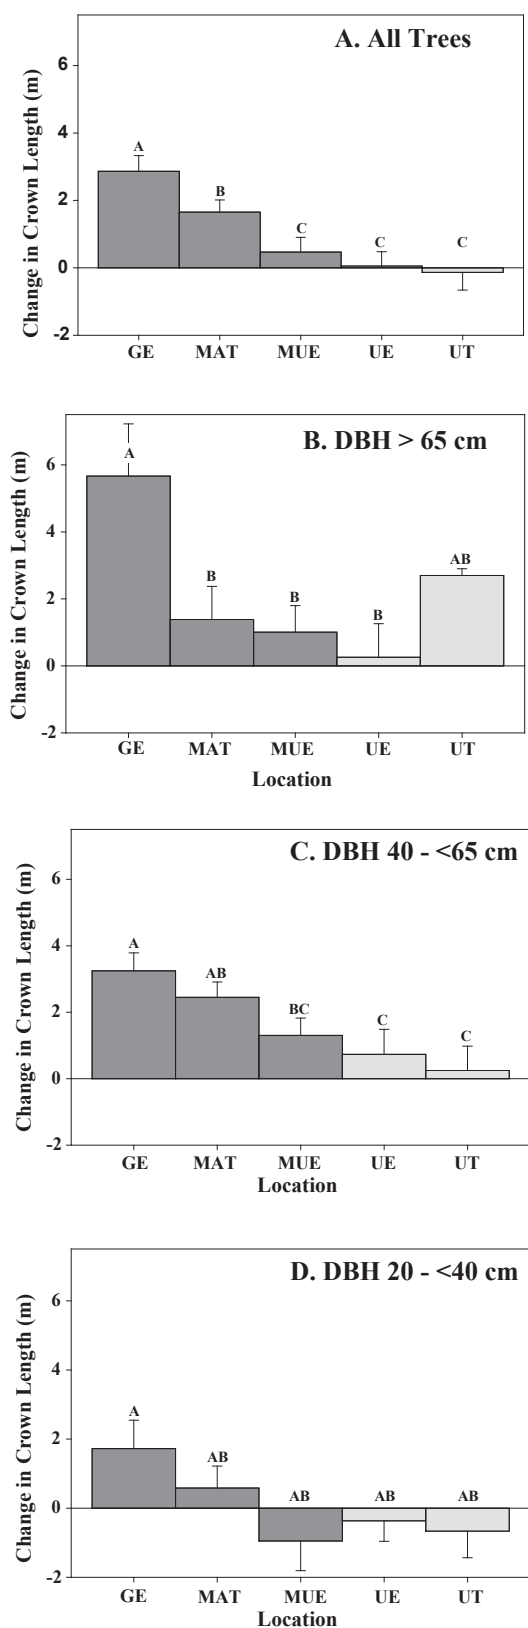 A. All Trees
Change in Crown Length (m)
6
4
2
0
-2
A
B
C
C
C
GE MAT MUE UE UT
B. DBH > 65 cm
Change in Crown Length (m)
6
4
2
0
-2
A
B
B
B
AB
GE MAT MUE UE UT
Location
C. DBH 40 - <65 cm
Change in Crown Length (m)
6
4
2
0
-2
A
AB
BC
C
C
GE MAT MUE UE UT
Location
D. DBH 20 - <40 cm
Change in Crown Length (m)
6
4
2
0
-2
A
AB
AB
AB
AB
GE MAT MUE UE UT
Location